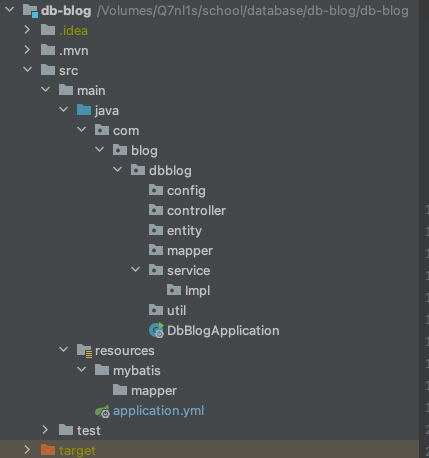 db-blog /Volumes/Q7nl1s/school/database/db-blog/db-blog
.idea
.mvn
src
main
java
com
blog
dbblog
config
controller
entity
mapper
service
Impl
util
DbBlogApplication
resources
mybatis
mapper
application.yml
test
target